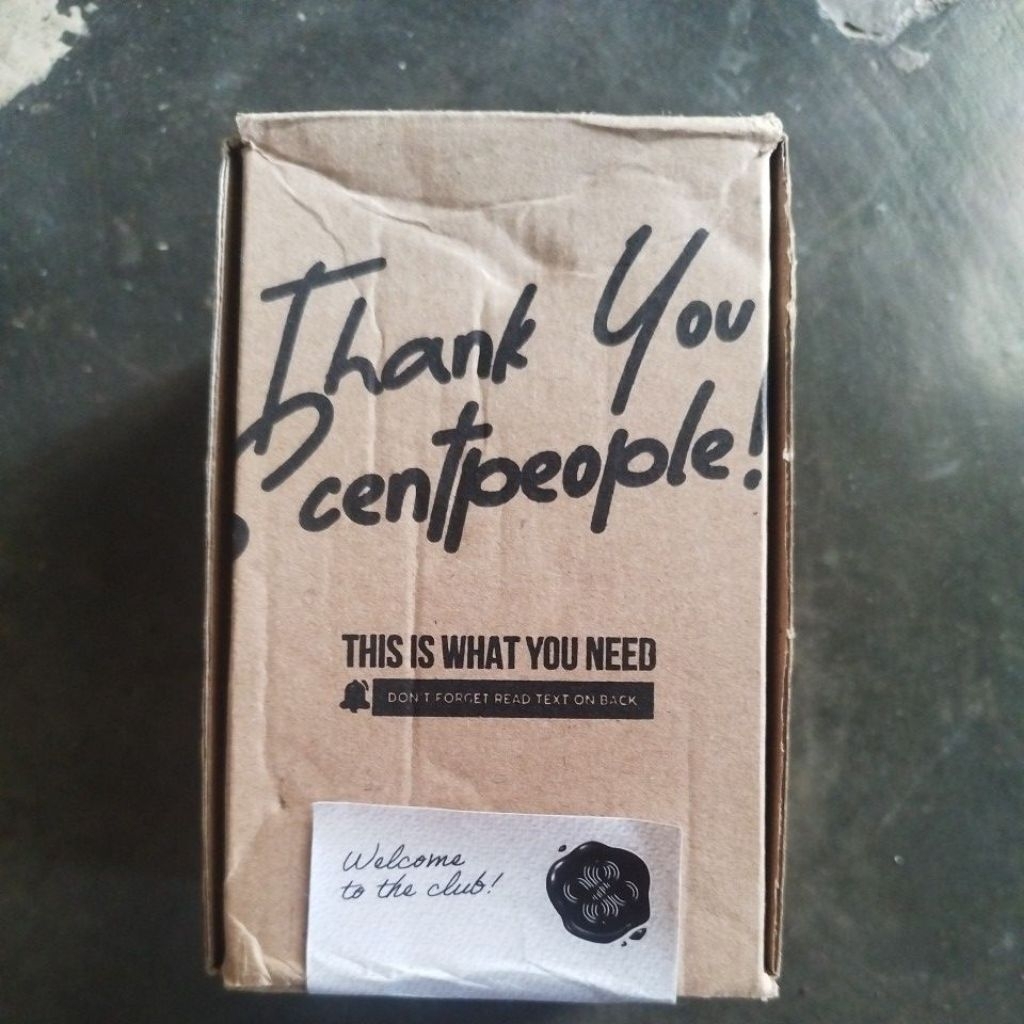 Thank You
Scentpeople!
THIS IS WHAT YOU NEED
DON'T FORGET READ TEXT ON BACK
Welcome
to the club!